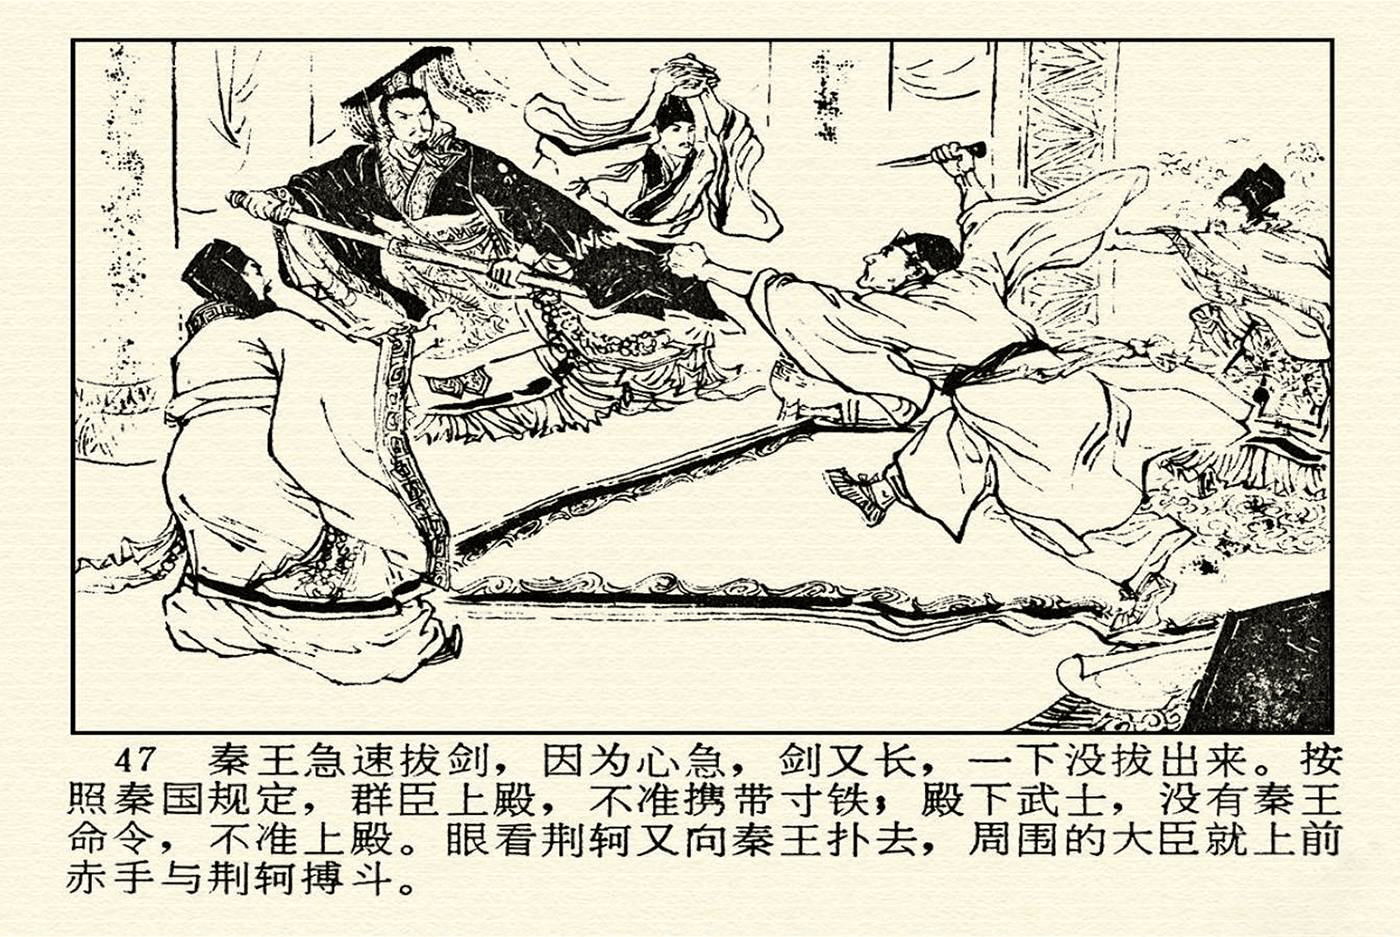 47 秦王急速拔剑，因为心急，剑又长，一下没拔出来。按
照秦国规定，群臣上殿，不准携带寸铁；殿下武士，没有秦王
命令，不准上殿。眼看荆轲又向秦王扑去，周围的大臣就上前
赤手与荆轲搏斗。